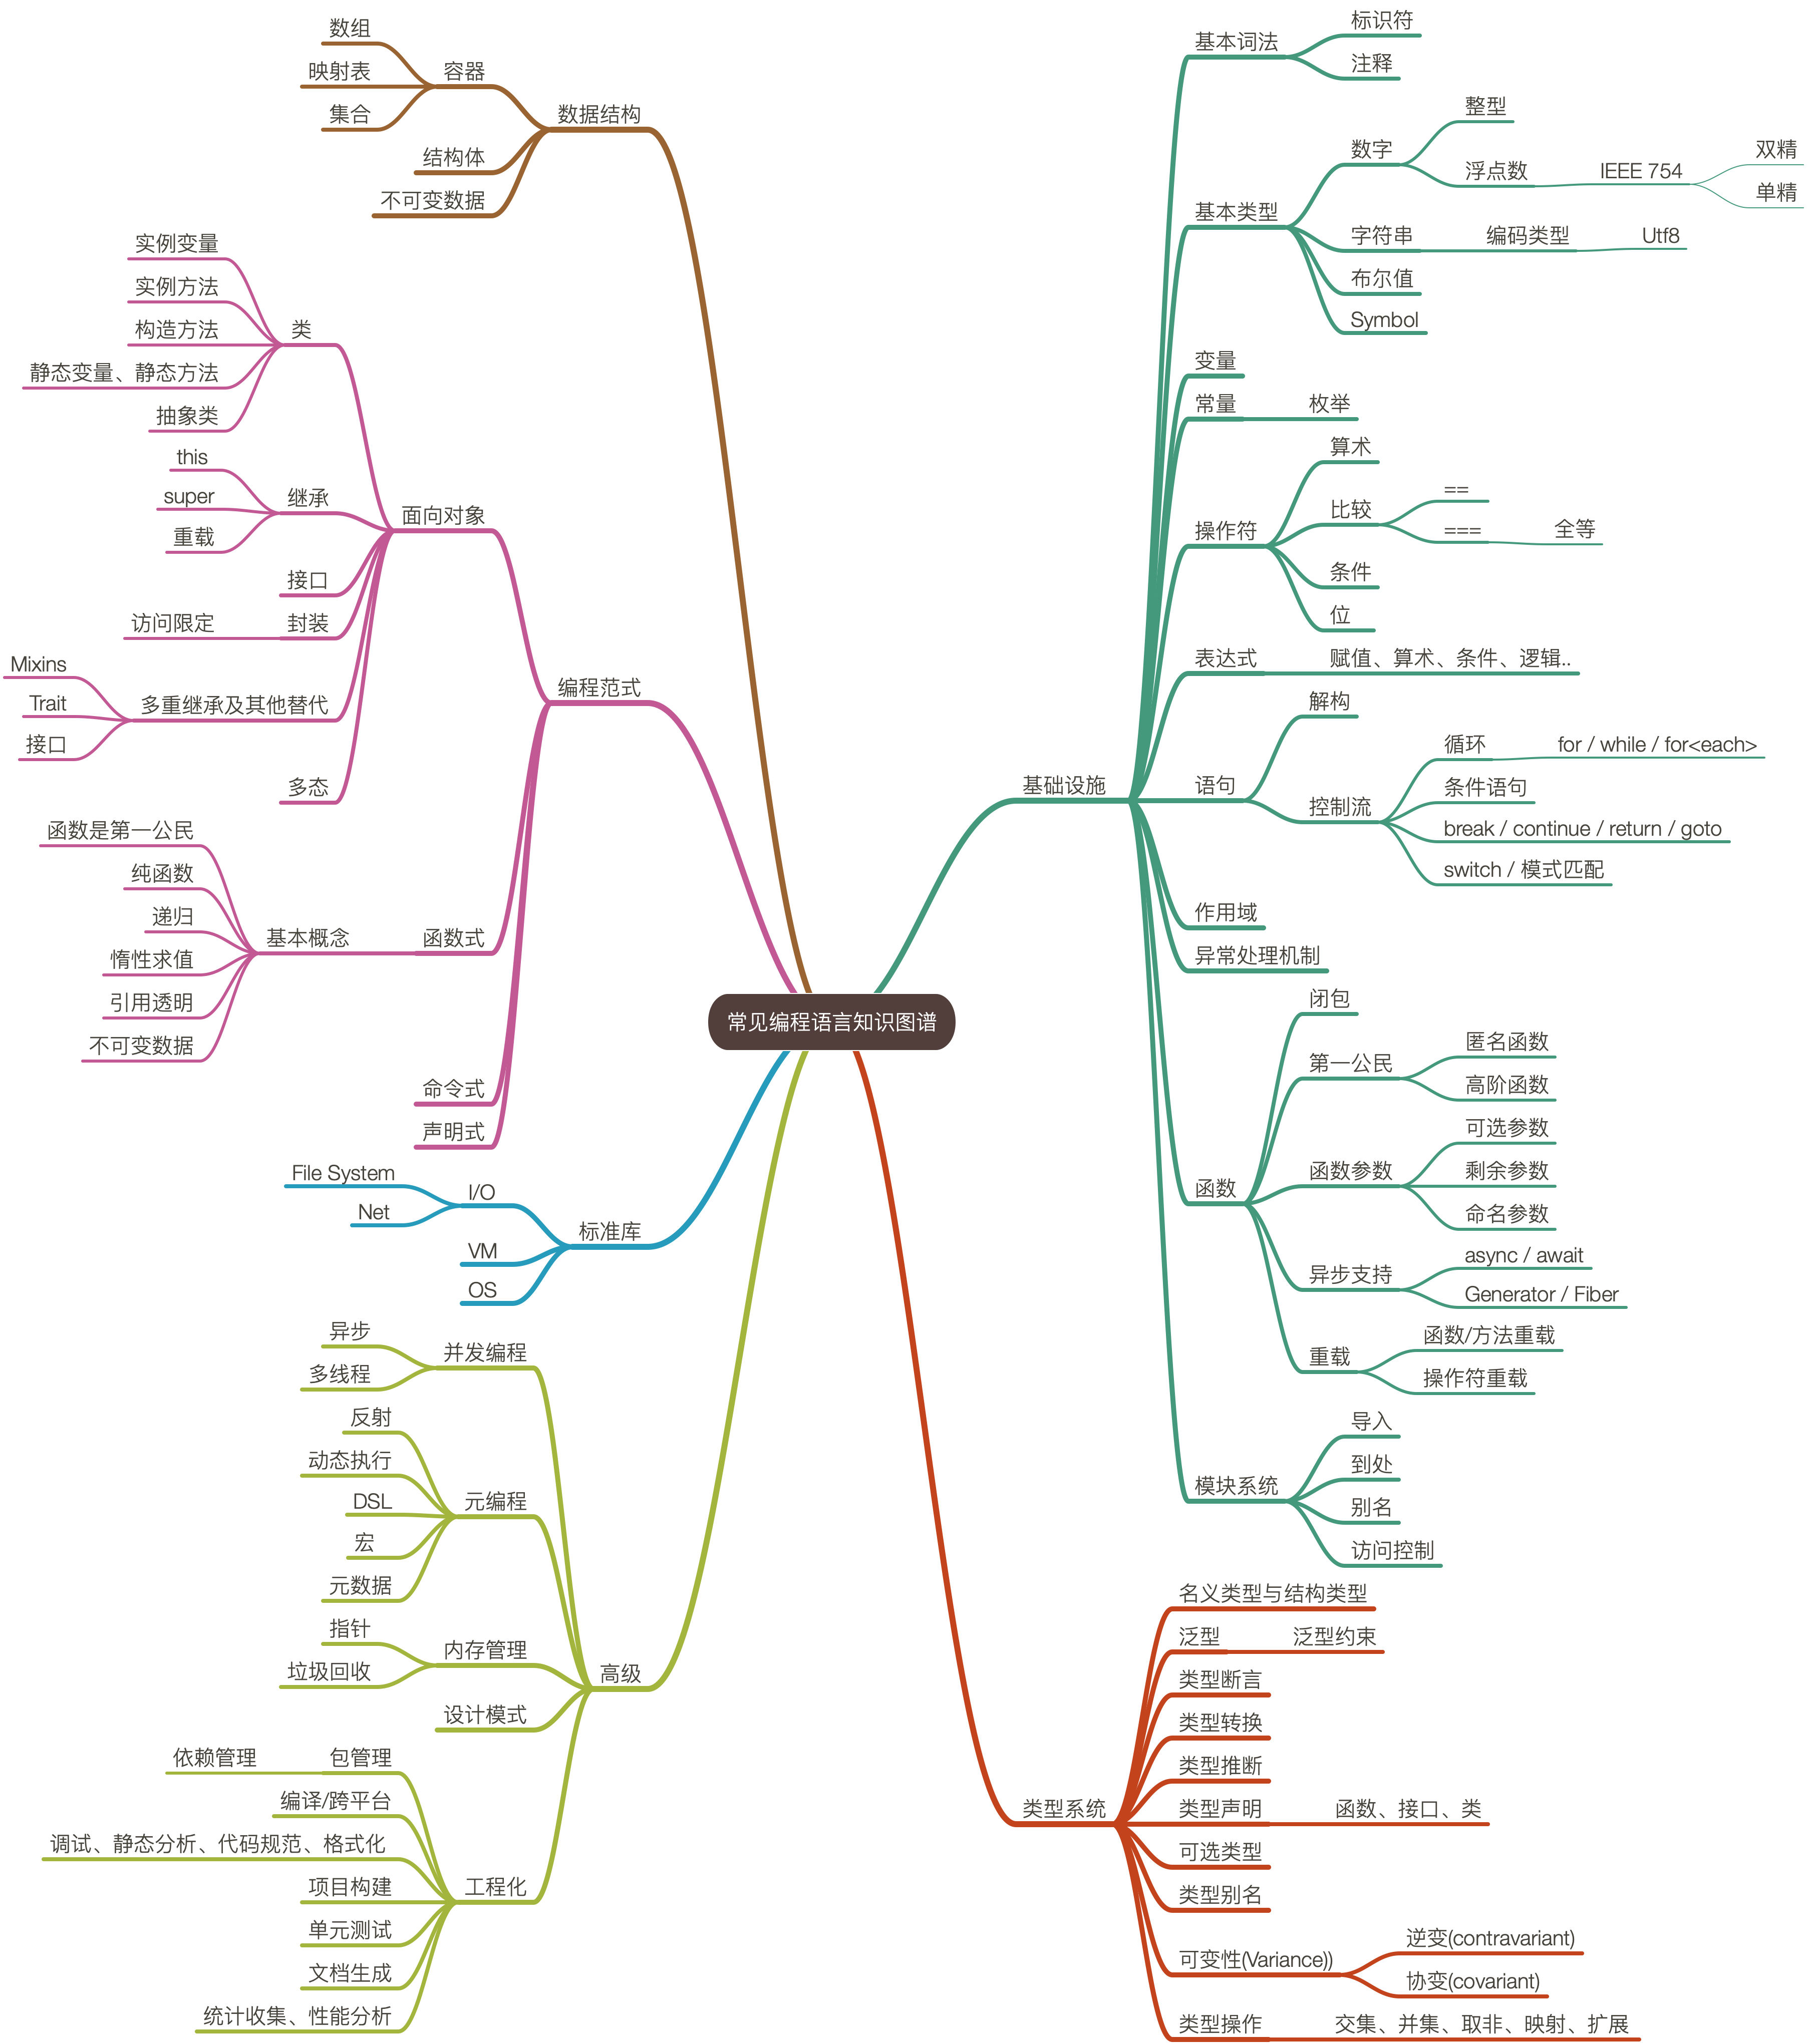 常见编程语言知识图谱
基础设施
基本词法
标识符
注释
基本类型
数字
整型
浮点数
IEEE 754
双精
单精
字符串
编码类型
Utf8
布尔值
Symbol
变量
常量
枚举
操作符
算术
比较
==
===
全等
条件
位
表达式
赋值、算术、条件、逻辑..
语句
解构
控制流
循环
for / while / for<each>
条件语句
break / continue / return / goto
switch / 模式匹配
作用域
异常处理机制
函数
闭包
第一公民
匿名函数
高阶函数
函数参数
可选参数
剩余参数
命名参数
异步支持
async / await
Generator / Fiber
重载
函数/方法重载
操作符重载
模块系统
导入
到处
别名
访问控制
类型系统
名义类型与结构类型
泛型
泛型约束
类型断言
类型转换
类型推断
类型声明
函数、接口、类
可选类型
类型别名
可变性(Variance))
逆变(contravariant)
协变(covariant)
类型操作
交集、并集、取非、映射、扩展
数据结构
容器
数组
映射表
集合
结构体
不可变数据
编程范式
面向对象
类
实例变量
实例方法
构造方法
静态变量、静态方法
抽象类
继承
this
super
重载
接口
封装
访问限定
多重继承及其他替代
Mixins
Trait
接口
多态
函数式
基本概念
函数是第一公民
纯函数
递归
惰性求值
引用透明
不可变数据
命令式
声明式
标准库
I/O
File System
Net
VM
OS
高级
并发编程
异步
多线程
元编程
反射
动态执行
DSL
宏
元数据
内存管理
指针
垃圾回收
设计模式
工程化
包管理
依赖管理
编译/跨平台
调试、静态分析、代码规范、格式化
项目构建
单元测试
文档生成
统计收集、性能分析